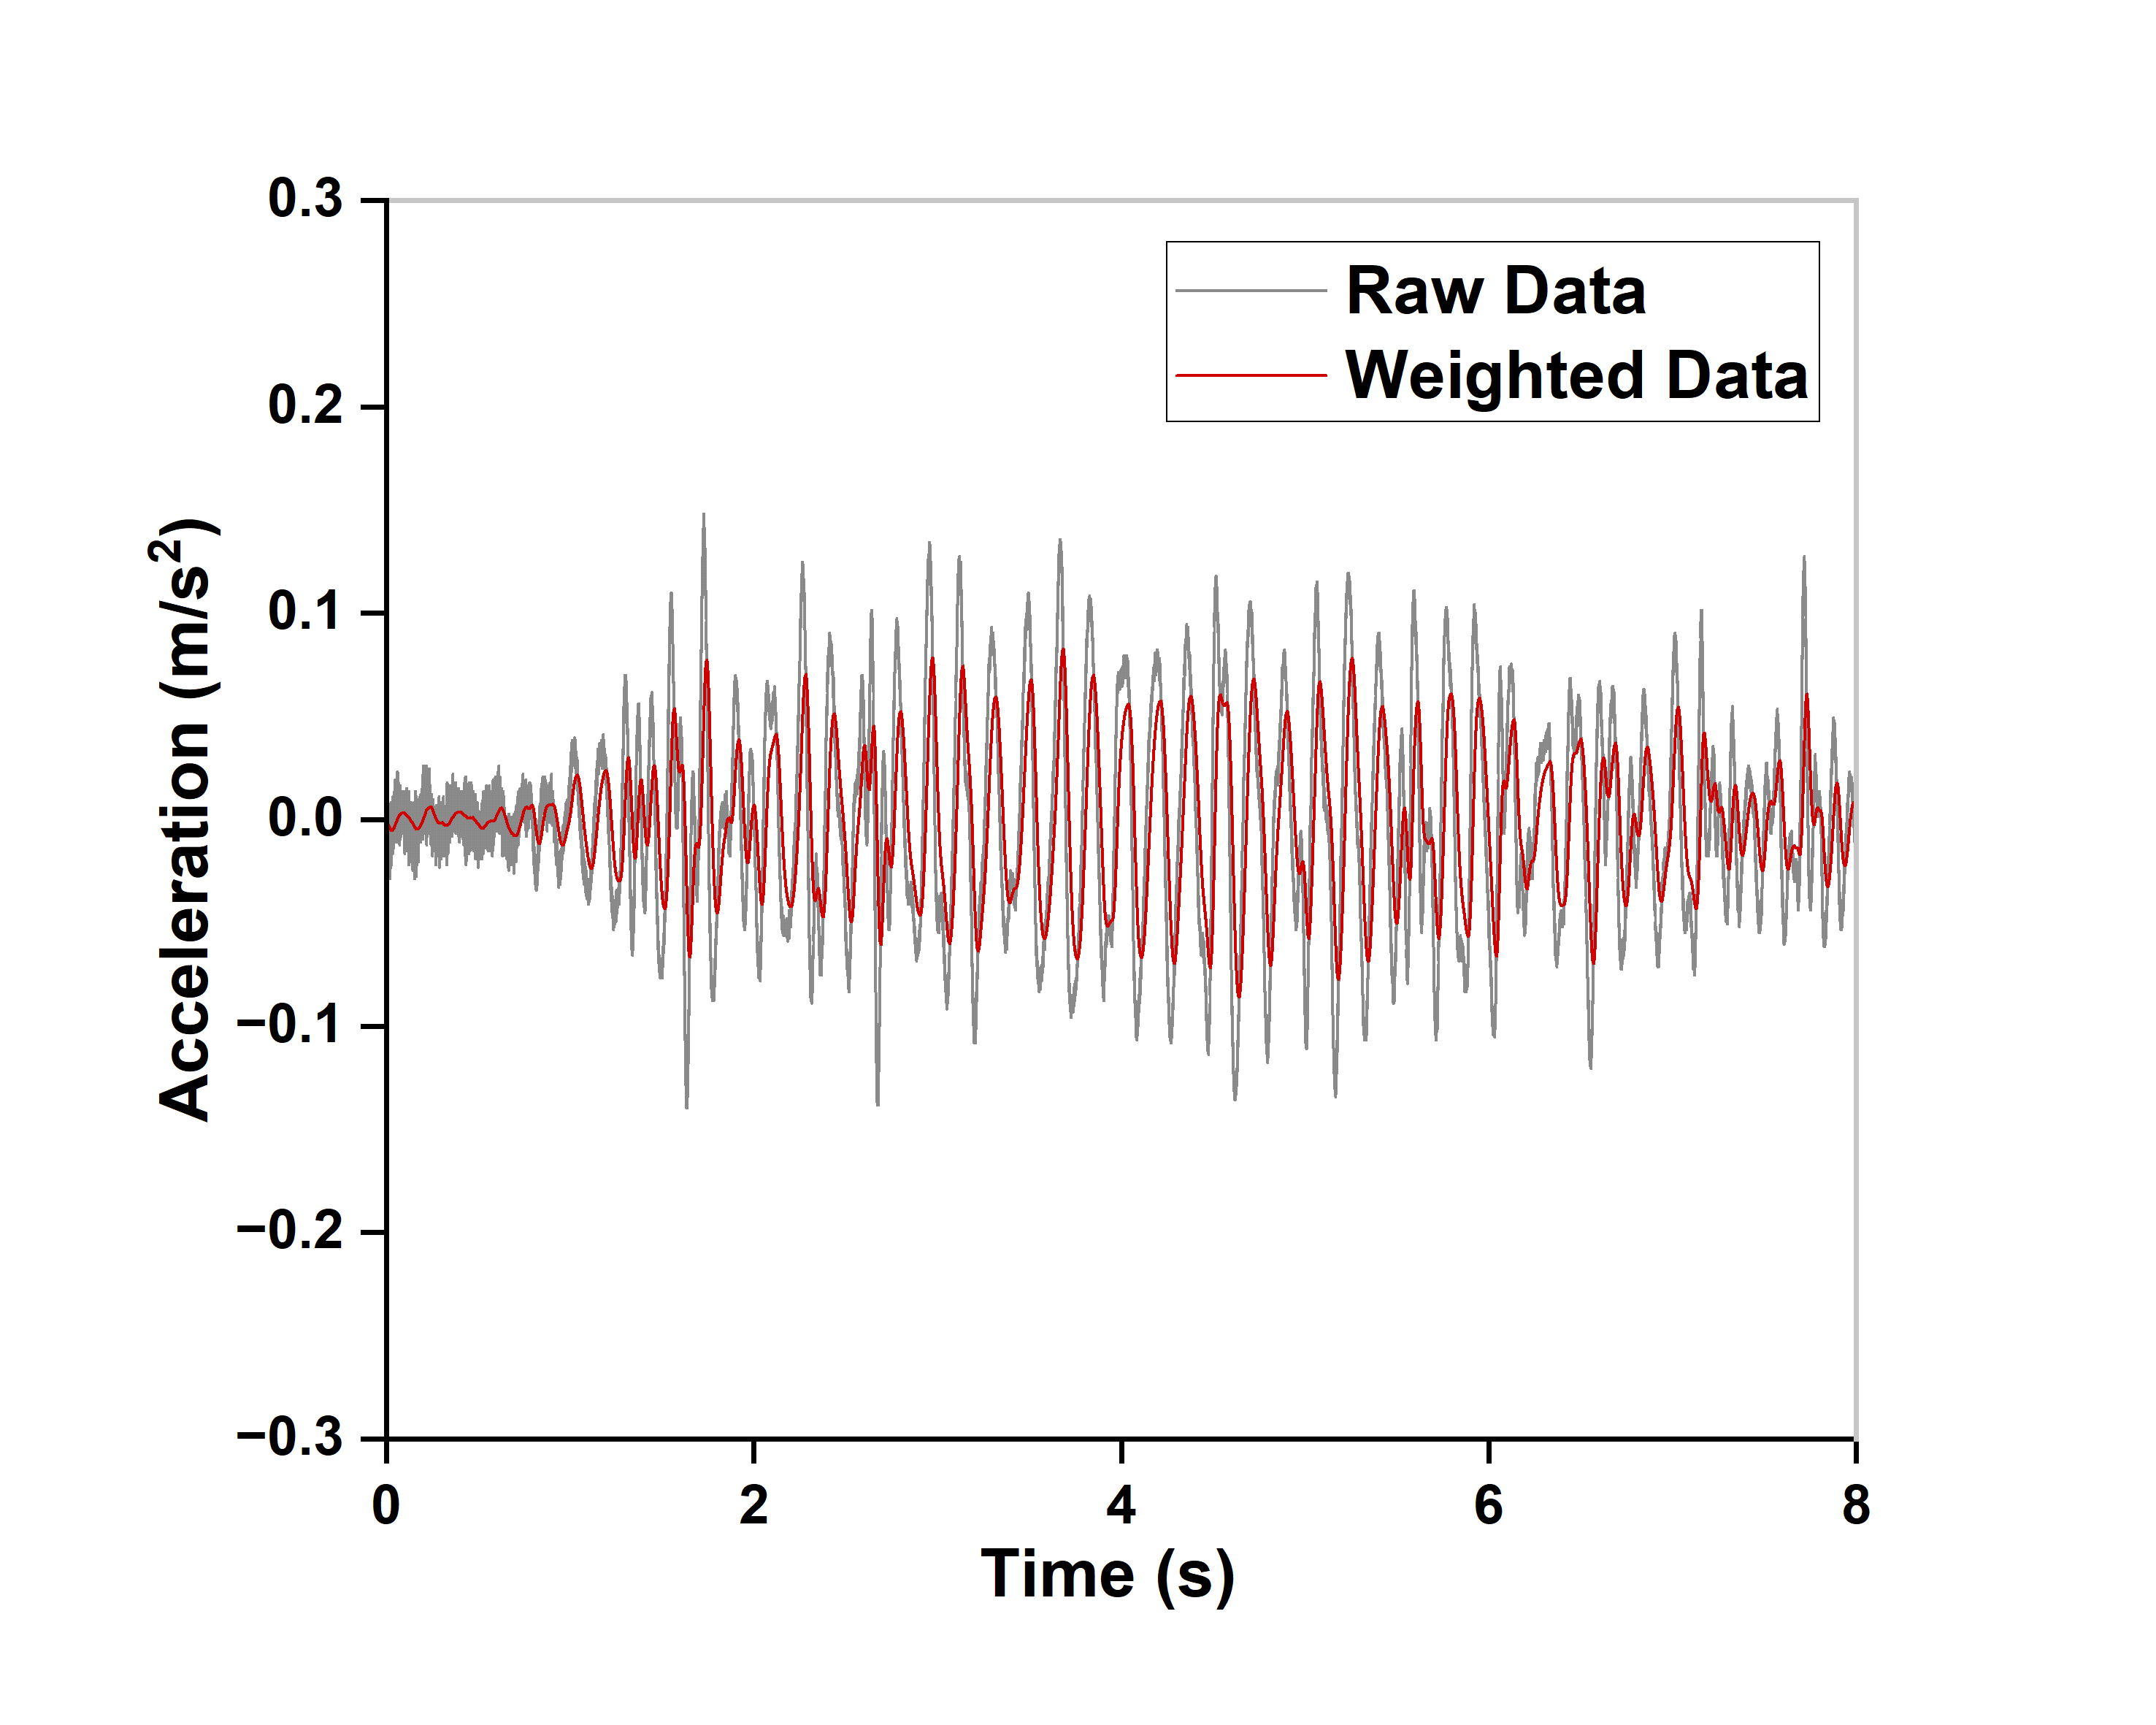 0.3
0.2
0.1
0.0
−0.1
−0.2
−0.3
Acceleration (m/s²)
Raw Data
Weighted Data
0 2 4 6 8
Time (s)